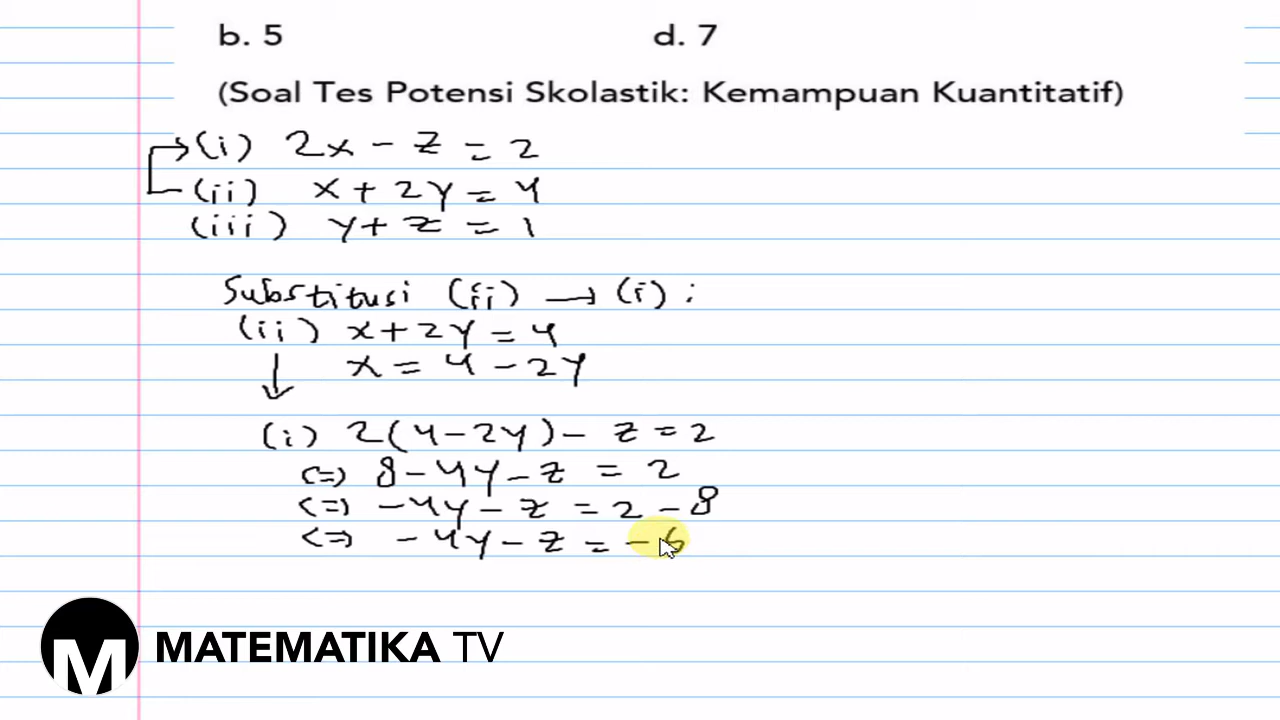 b. 5 d. 7
(Soal Tes Potensi Skolastik: Kemampuan Kuantitatif)
(i) 2x - z = 2
(ii) x + 2y = 4
(iii) y + z = 1
Substitusi (ii) → (i) :
(ii) x + 2y = 4
x = 4 - 2y
(i) 2(4 - 2y) - z = 2
<=> 8 - 4y - z = 2
<=> -4y - z = 2 - 8
<=> -4y - z = -6
M MATEMATIKA TV